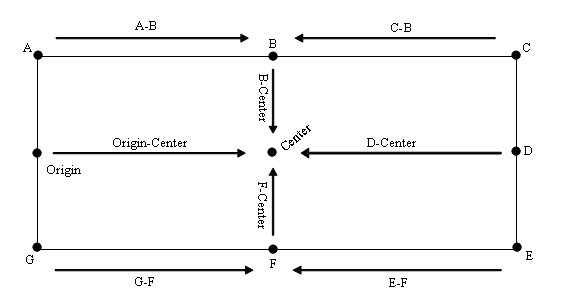 A-B
C-B
A
B
C
B-Center
Origin-Center
Center
D-Center
D
Origin
F-Center
G
F
E
G-F
E-F